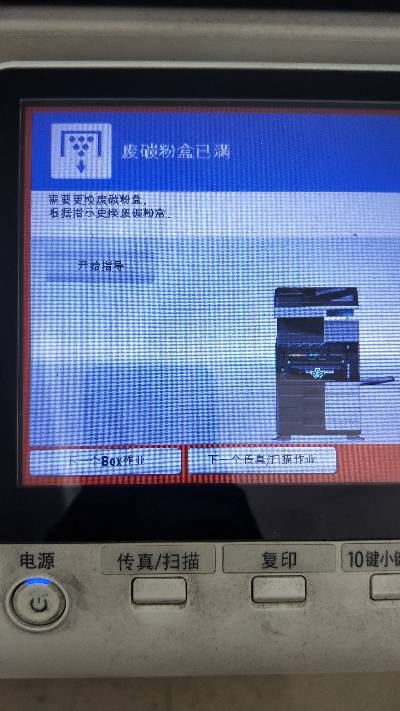 废碳粉盒已满
需要更换废碳粉盒。
根据指示更换废碳粉盒。
开始指导
下一个Box作业
下一个传真/扫描作业
电源
传真/扫描
复印
10键小键